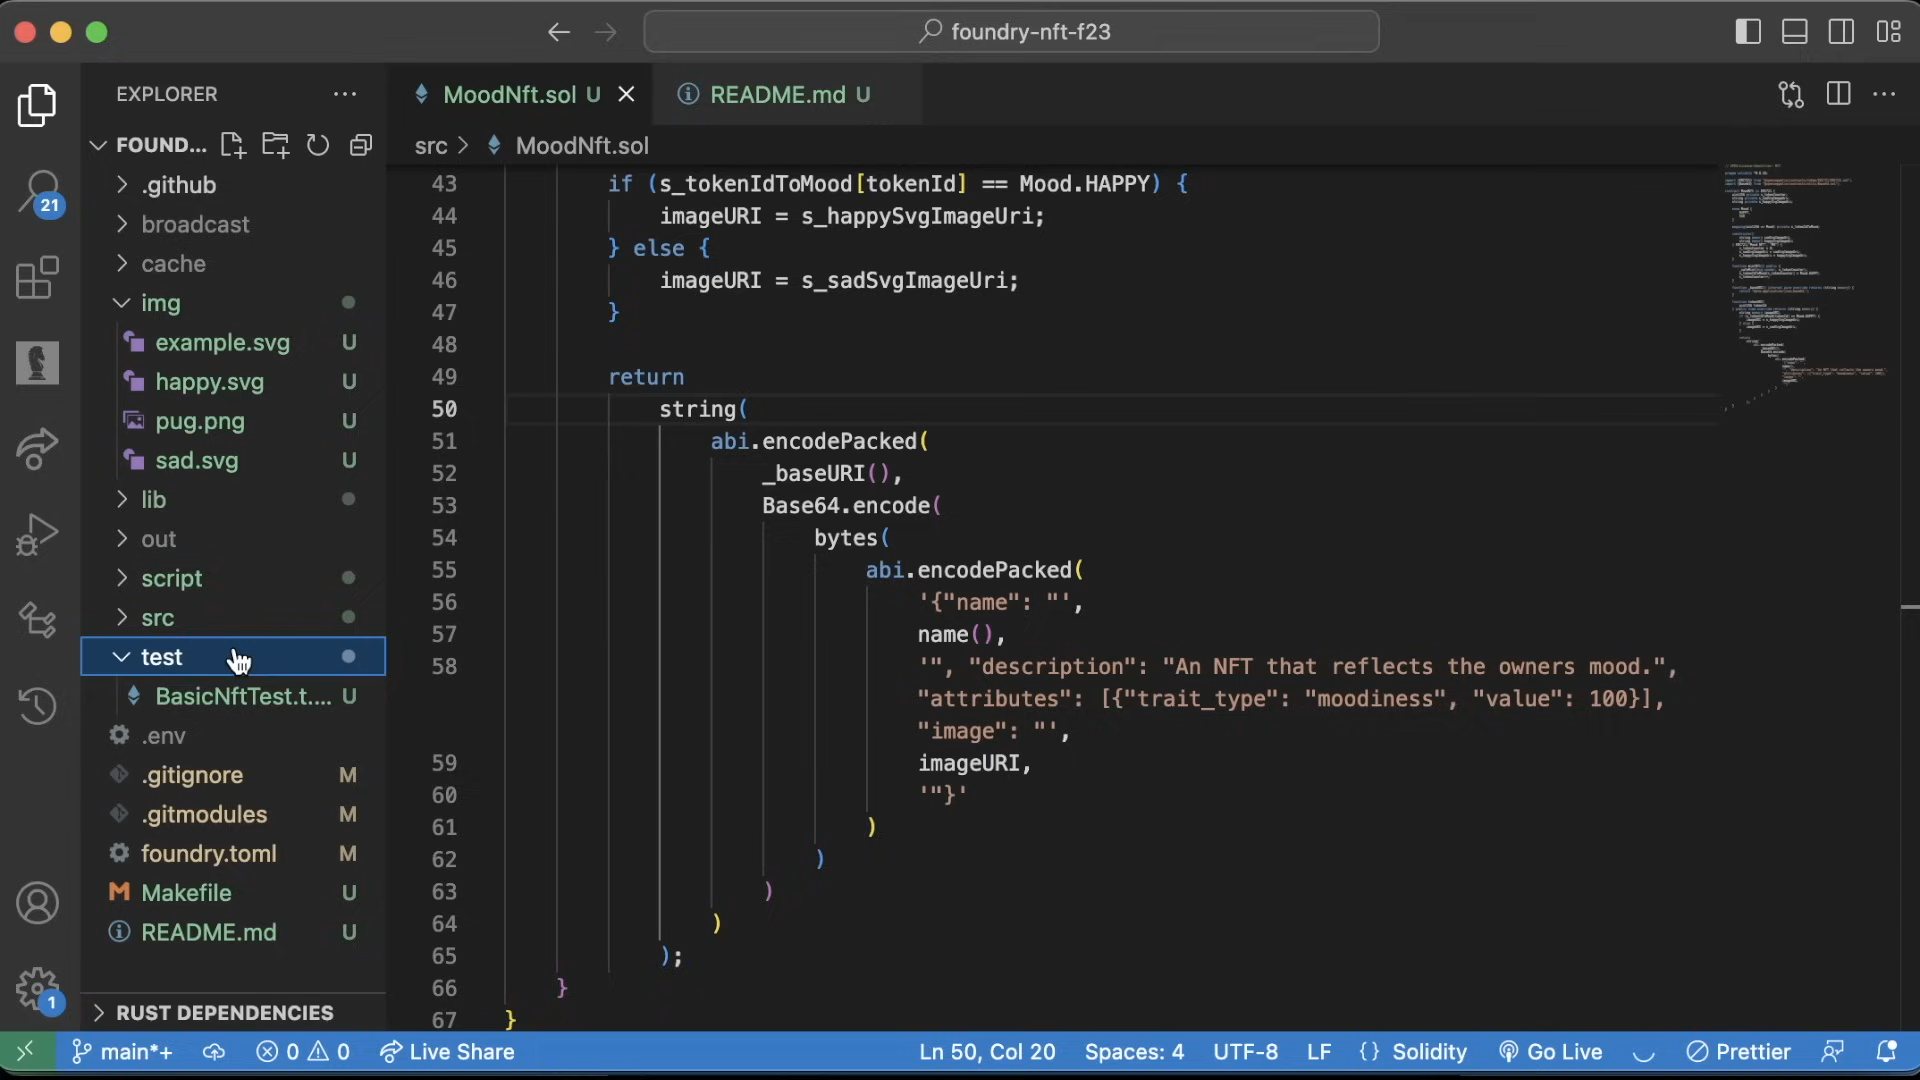 foundry-nft-f23
EXPLORER
FOUND...
.github
broadcast
cache
img
example.svg U
happy.svg U
pug.png U
sad.svg U
lib
out
script
src
test
BasicNftTest.t.... U
.env
.gitignore M
.gitmodules M
foundry.toml M
Makefile U
README.md U
RUST DEPENDENCIES
21
1
MoodNft.sol U
README.md U
src > MoodNft.sol
43 if (s_tokenIdToMood[tokenId] == Mood.HAPPY) {
44 imageURI = s_happySvgImageUri;
45 } else {
46 imageURI = s_sadSvgImageUri;
47 }
48
49 return
50 string(
51 abi.encodePacked(
52 _baseURI(),
53 Base64.encode(
54 bytes(
55 abi.encodePacked(
56 '{"name": "',
57 name(),
58 '", "description": "An NFT that reflects the owners mood.",
"attributes": [{"trait_type": "moodiness", "value": 100}],
"image": "',
59 imageURI,
60 '"}'
61 )
62 )
63 )
64 )
65 );
66 }
67 }
main*+ 0 0 Live Share Ln 50, Col 20 Spaces: 4 UTF-8 LF {} Solidity Go Live Prettier